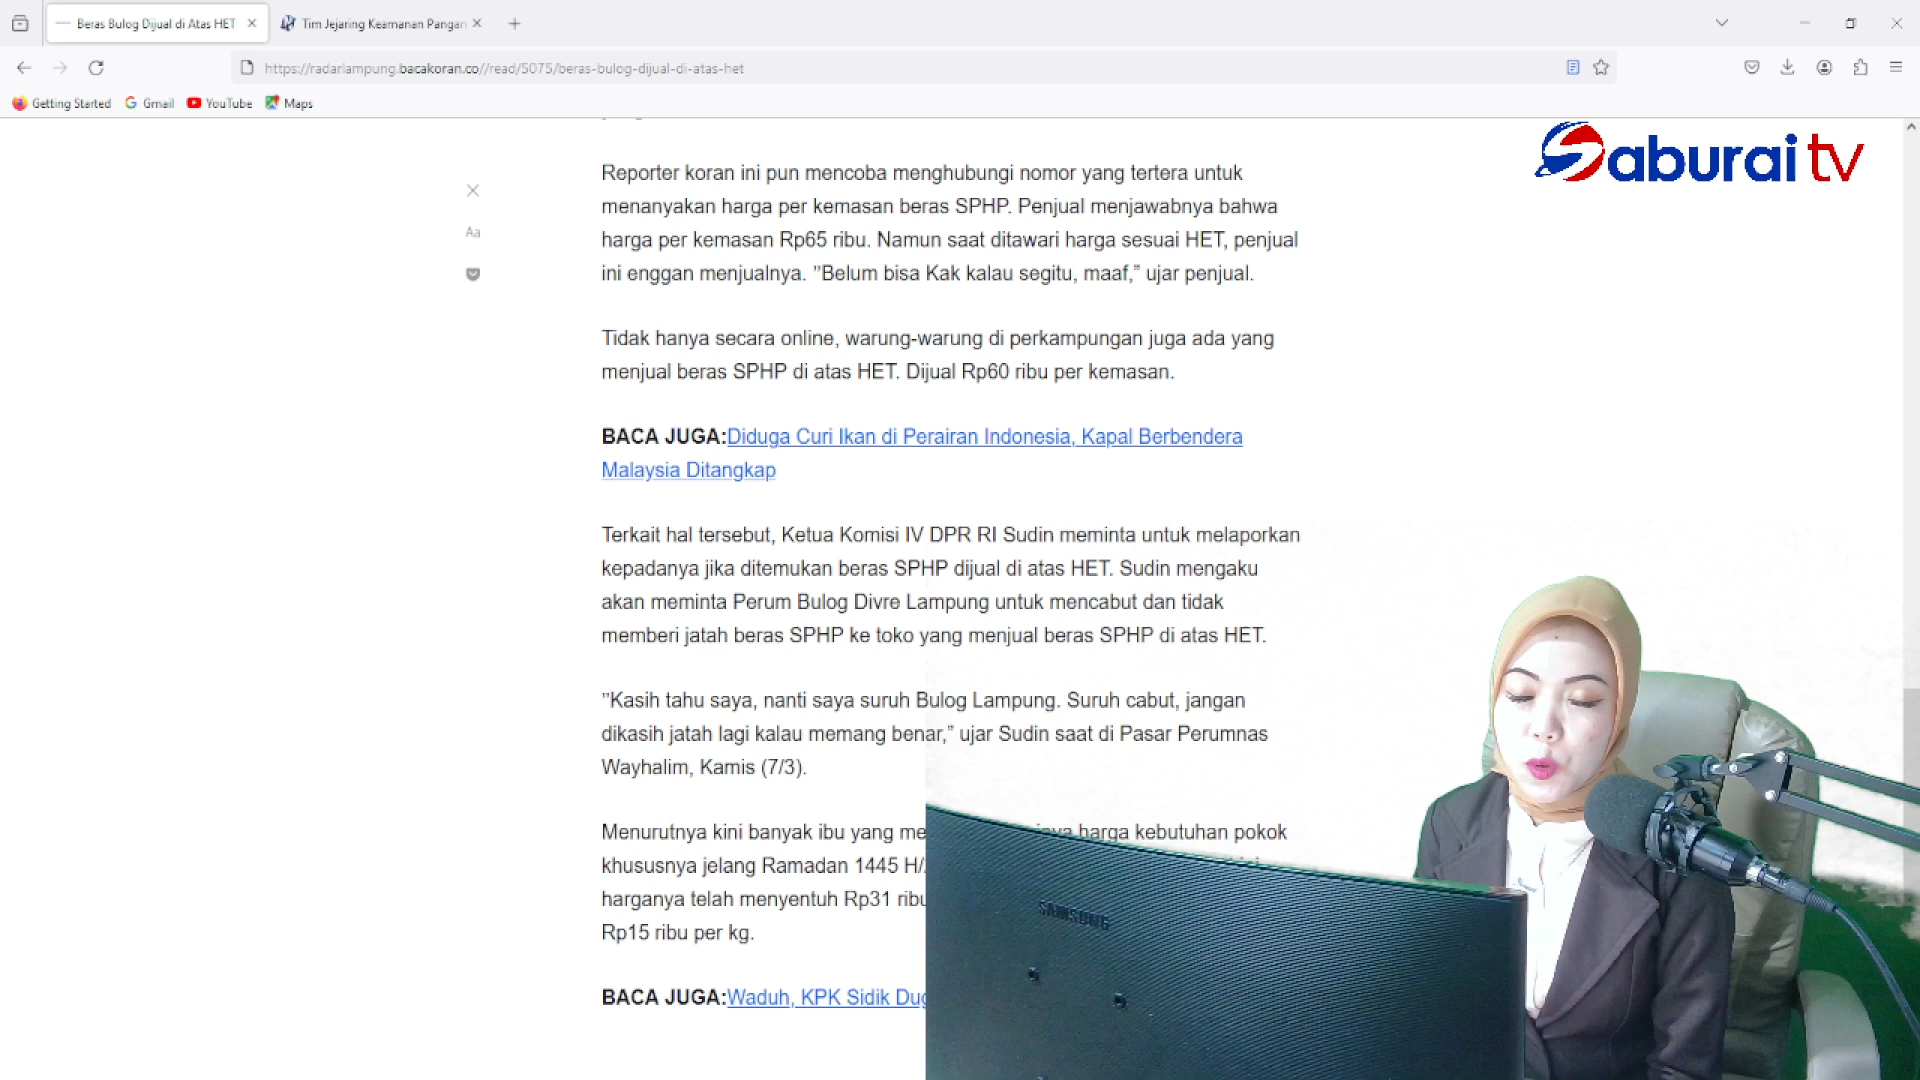 Beras Bulog Dijual di Atas HET
Tim Jejaring Keamanan Pangan
https://radarlampung.bacakoran.co//read/5075/beras-bulog-dijual-di-atas-het
Getting Started
Gmail
YouTube
Maps
Saburai tv
Aa
Reporter koran ini pun mencoba menghubungi nomor yang tertera untuk
menanyakan harga per kemasan beras SPHP. Penjual menjawabnya bahwa
harga per kemasan Rp65 ribu. Namun saat ditawari harga sesuai HET, penjual
ini enggan menjualnya. ”Belum bisa Kak kalau segitu, maaf,” ujar penjual.
Tidak hanya secara online, warung-warung di perkampungan juga ada yang
menjual beras SPHP di atas HET. Dijual Rp60 ribu per kemasan.
BACA JUGA:Diduga Curi Ikan di Perairan Indonesia, Kapal Berbendera
Malaysia Ditangkap
Terkait hal tersebut, Ketua Komisi IV DPR RI Sudin meminta untuk melaporkan
kepadanya jika ditemukan beras SPHP dijual di atas HET. Sudin mengaku
akan meminta Perum Bulog Divre Lampung untuk mencabut dan tidak
memberi jatah beras SPHP ke toko yang menjual beras SPHP di atas HET.
”Kasih tahu saya, nanti saya suruh Bulog Lampung. Suruh cabut, jangan
dikasih jatah lagi kalau memang benar,” ujar Sudin saat di Pasar Perumnas
Wayhalim, Kamis (7/3).
Menurutnya kini banyak ibu yang harga kebutuhan pokok
khususnya jelang Ramadan 1445 H/
harganya telah menyentuh Rp31 ribu
Rp15 ribu per kg.
BACA JUGA:Waduh, KPK Sidik
SAMSUNG